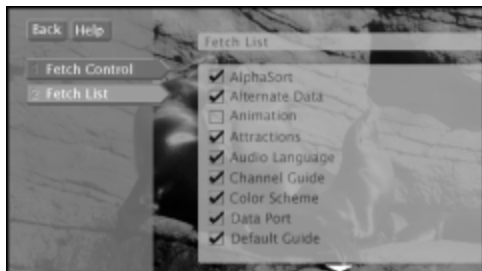 Back Help
Fetch List
1 Fetch Control
2 Fetch List
AlphaSort
Alternate Data
Animation
Attractions
Audio Language
Channel Guide
Color Scheme
Data Port
Default Guide